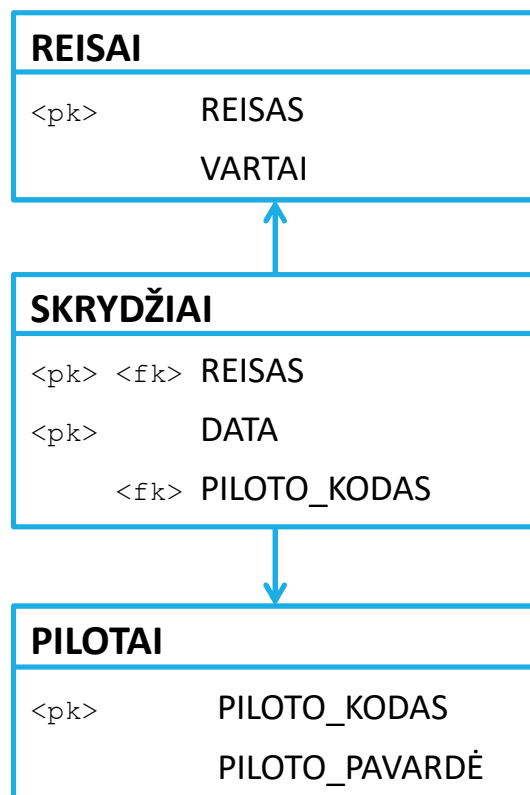 REISAI
<pk> REISAS
VARTAI
SKRYDŽIAI
<pk> <fk> REISAS
<pk> DATA
<fk> PILOTO_KODAS
PILOTAI
<pk> PILOTO_KODAS
PILOTO_PAVARDĖ